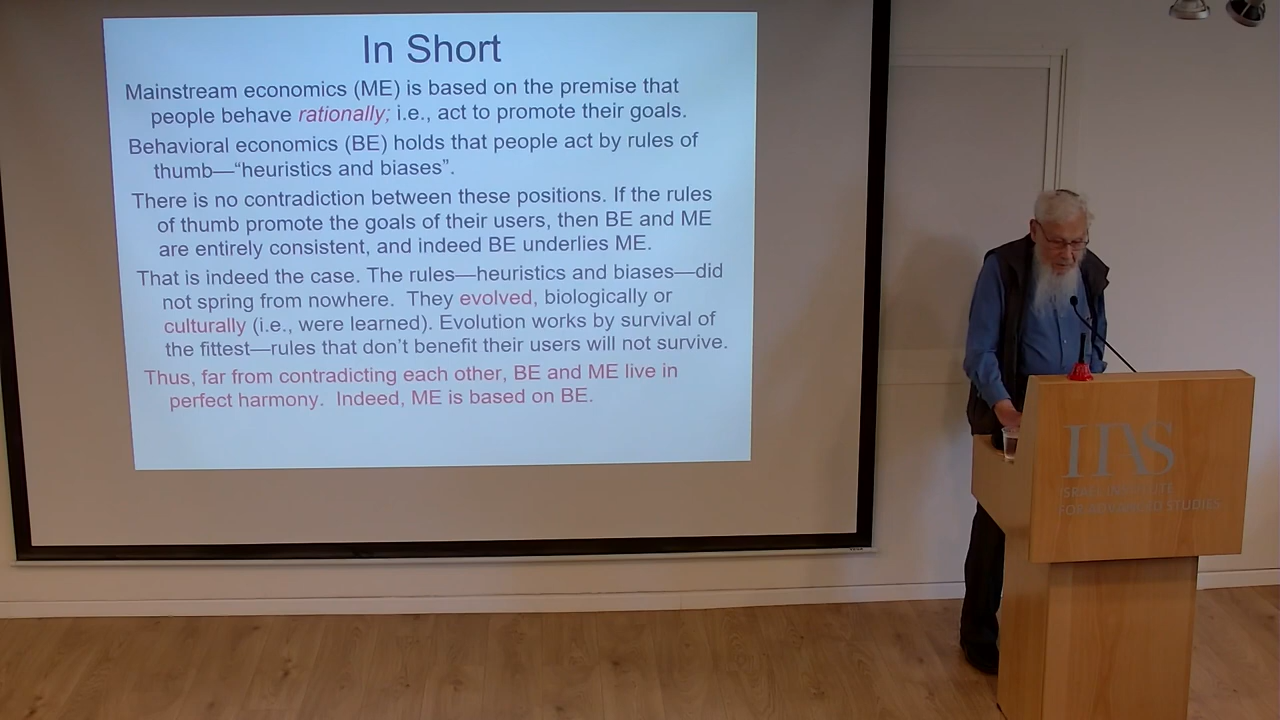 In Short
Mainstream economics (ME) is based on the premise that
people behave rationally; i.e., act to promote their goals.
Behavioral economics (BE) holds that people act by rules of
thumb—“heuristics and biases”.
There is no contradiction between these positions. If the rules
of thumb promote the goals of their users, then BE and ME
are entirely consistent, and indeed BE underlies ME.
That is indeed the case. The rules—heuristics and biases—did
not spring from nowhere. They evolved, biologically or
culturally (i.e., were learned). Evolution works by survival of
the fittest—rules that don’t benefit their users will not survive.
Thus, far from contradicting each other, BE and ME live in
perfect harmony. Indeed, ME is based on BE.
IIAS
ISRAEL INSTITUTE
FOR ADVANCED STUDIES